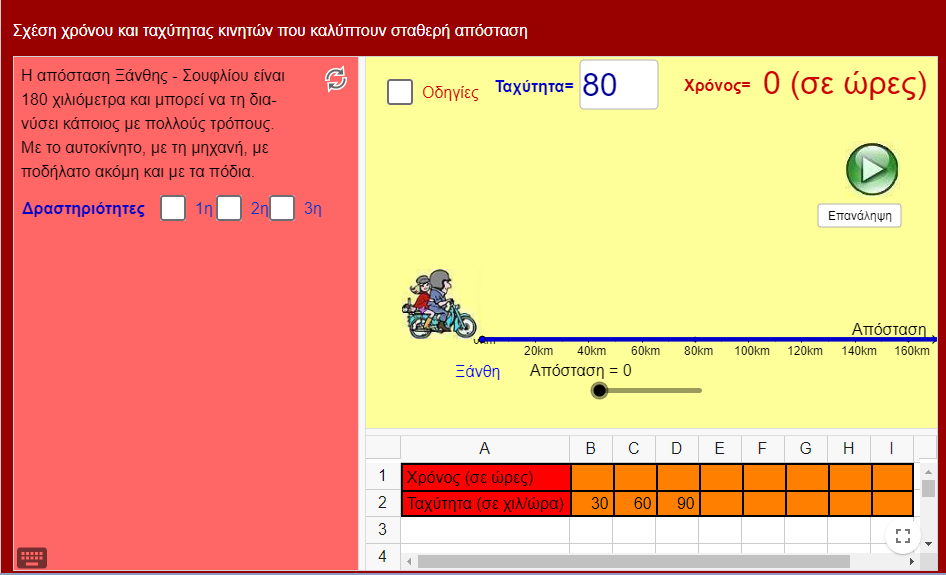 Σχέση χρόνου και ταχύτητας κινητών που καλύπτουν σταθερή απόσταση
Η απόσταση Ξάνθης - Σουφλίου είναι
180 χιλιόμετρα και μπορεί να τη δια-
νύσει κάποιος με πολλούς τρόπους.
Με το αυτοκίνητο, με τη μηχανή, με
ποδήλατο ακόμη και με τα πόδια.
Δραστηριότητες 1η 2η 3η
Οδηγίες Ταχύτητα= 80 Χρόνος= 0 (σε ώρες)
Επανάληψη
Απόσταση
20km 40km 60km 80km 100km 120km 140km 160km
Ξάνθη Απόσταση = 0
A B C D E F G H I
1 Χρόνος (σε ώρες)
2 Ταχύτητα (σε χιλ/ώρα) 30 60 90
3
4